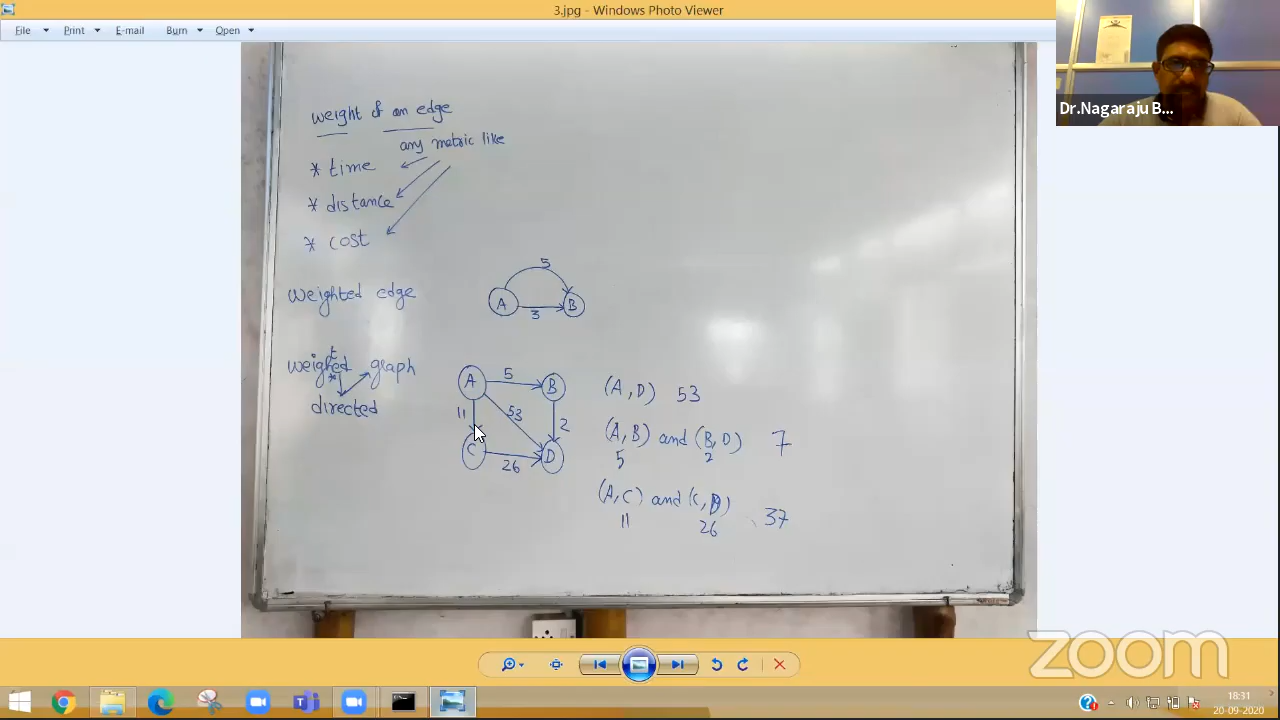 3.jpg - Windows Photo Viewer
File Print E-mail Burn Open
Dr.Nagaraju B...
weight of an edge
any metric like
* time
* distance
* cost
weighted edge
5
A B
3
weighted graph
directed
A 5 B
11 53 2
C 26 D
(A,D) 53
(A,B) and (B,D) 7
5 2
(A,C) and (C,D) 37
11 26
zoom
18:31
20-09-2020